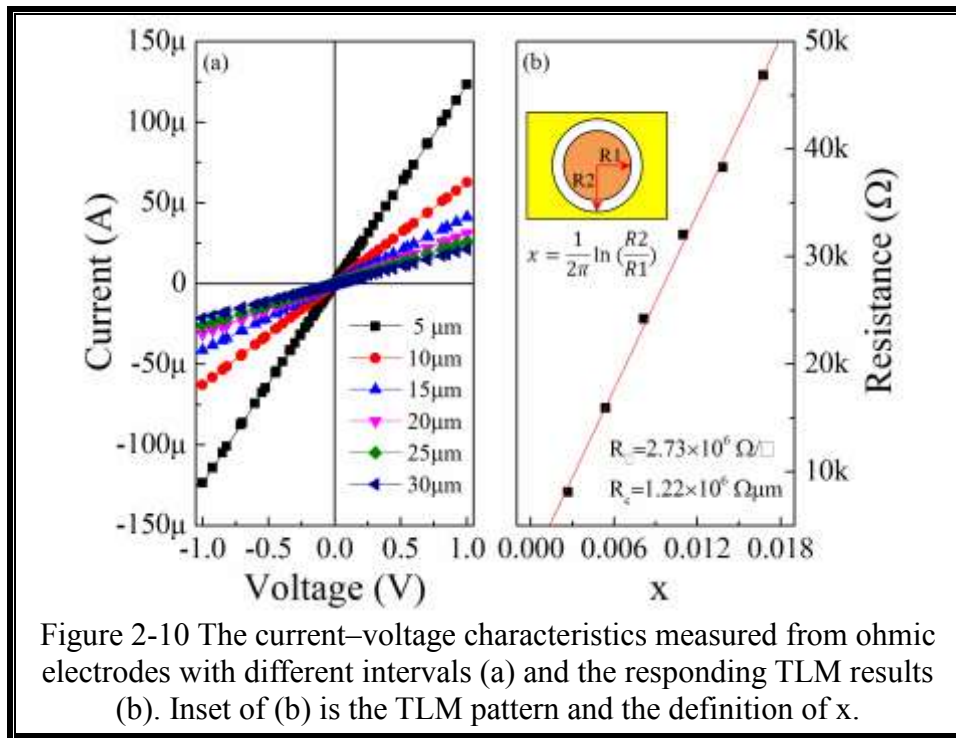 150μ
100μ
50μ
0
-50μ
-100μ
-150μ
Current (A)
(a)
5 μm
10μm
15μm
20μm
25μm
30μm
-1.0 -0.5 0.0 0.5 1.0
Voltage (V)
(b)
R1
R2
x = 1/2π ln (R2/R1)
R□=2.73×10⁶ Ω/□
Rc=1.22×10⁶ Ωμm
0.000 0.006 0.012 0.018
x
50k
40k
30k
20k
10k
Resistance (Ω)
Figure 2-10 The current–voltage characteristics measured from ohmic
electrodes with different intervals (a) and the responding TLM results
(b). Inset of (b) is the TLM pattern and the definition of x.